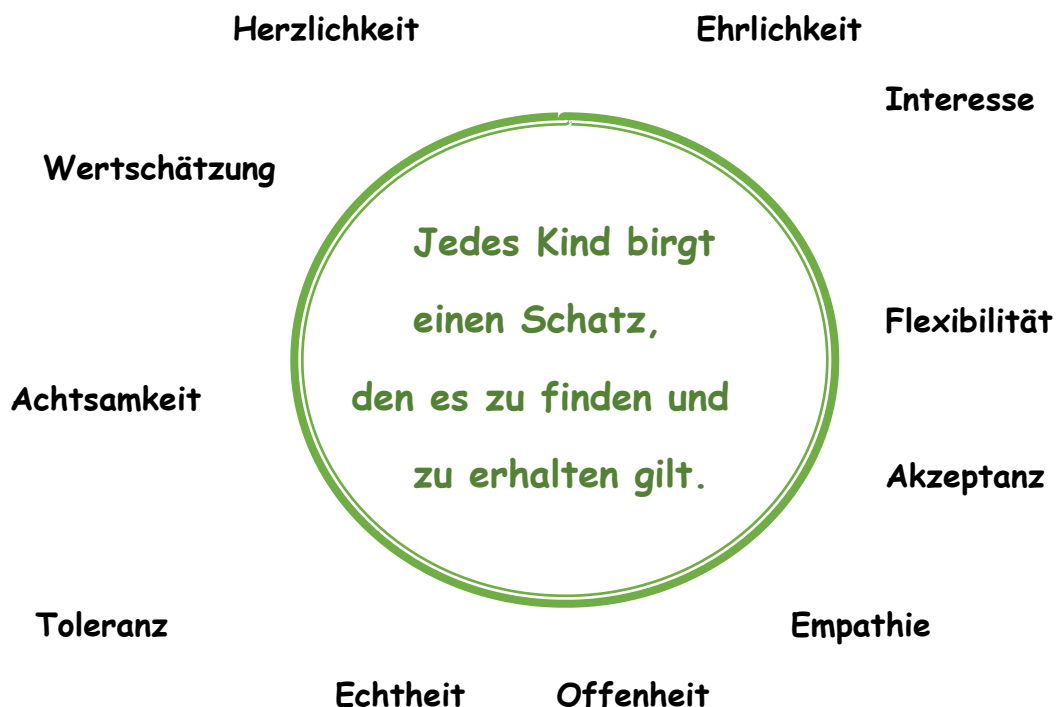 Herzlichkeit
Ehrlichkeit
Interesse
Wertschätzung
Jedes Kind birgt
einen Schatz,
den es zu finden und
zu erhalten gilt.
Flexibilität
Achtsamkeit
Akzeptanz
Toleranz
Empathie
Echtheit
Offenheit